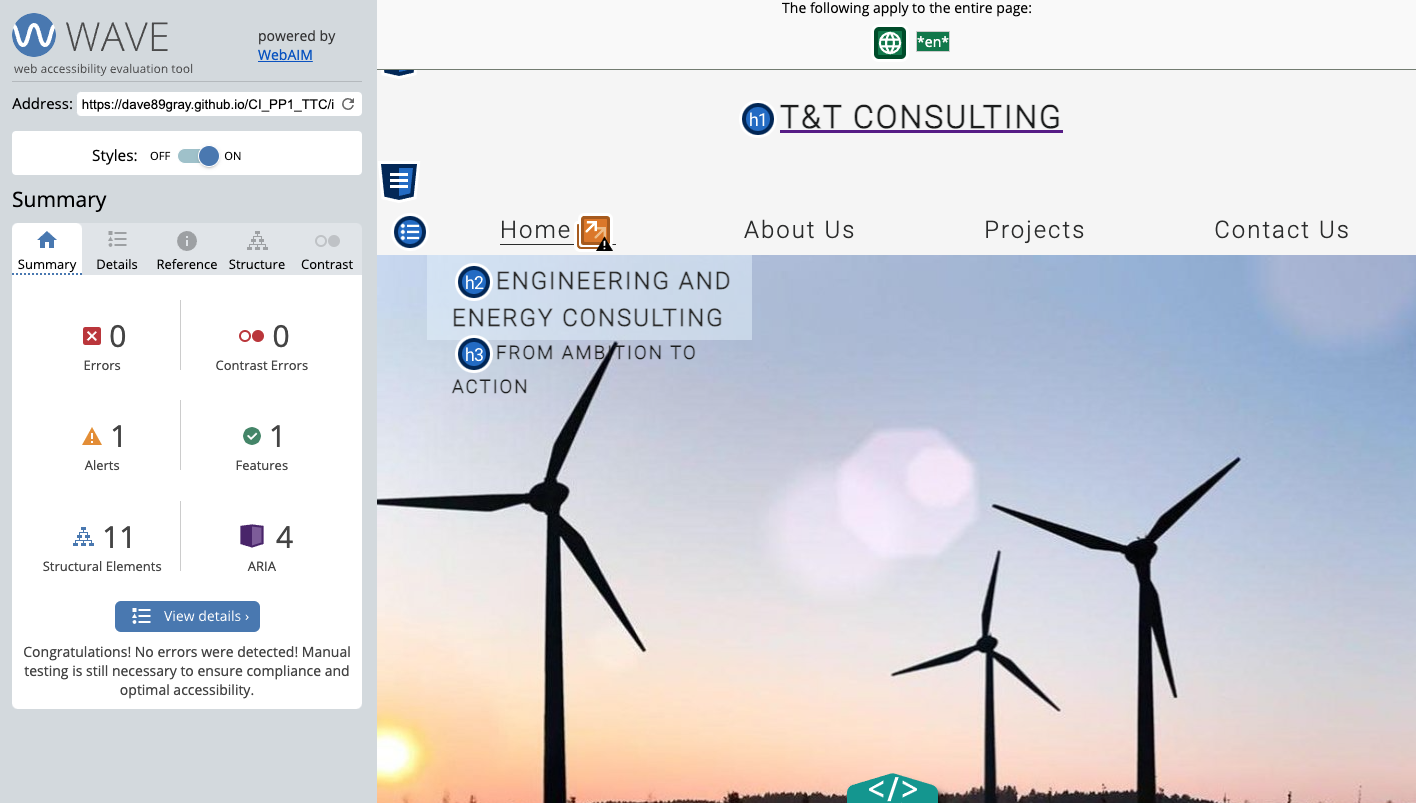 WAVE
powered by
WebAIM
web accessibility evaluation tool
Address: https://dave89gray.github.io/CI_PP1_TTC/i
Styles: OFF ON
Summary
Summary Details Reference Structure Contrast
0 0
Errors Contrast Errors
1 1
Alerts Features
11 4
Structural Elements ARIA
View details ›
Congratulations! No errors were detected! Manual
testing is still necessary to ensure compliance and
optimal accessibility.
The following apply to the entire page:
*en*
h1 T&T CONSULTING
Home About Us Projects Contact Us
h2 ENGINEERING AND
ENERGY CONSULTING
h3 FROM AMBITION TO
ACTION
</>